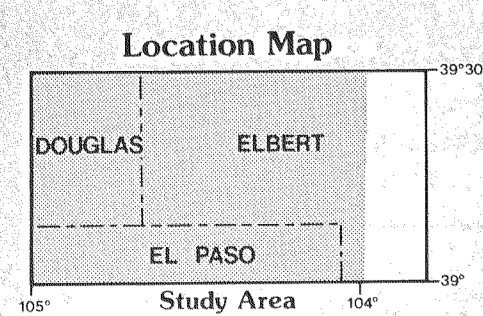 Location Map
39°30
DOUGLAS ELBERT
EL PASO
39°
105° Study Area 104°